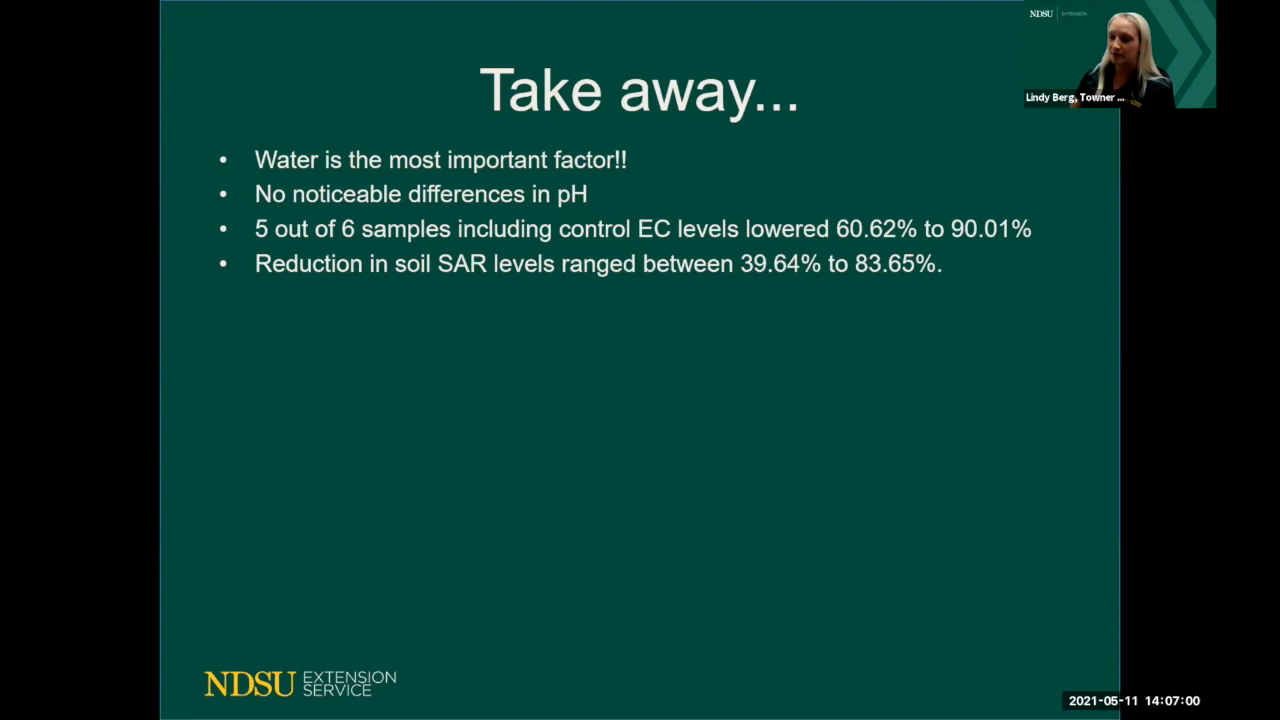 NDSU EXTENSION
Lindy Berg, Towner ...
Take away...
• Water is the most important factor!!
• No noticeable differences in pH
• 5 out of 6 samples including control EC levels lowered 60.62% to 90.01%
• Reduction in soil SAR levels ranged between 39.64% to 83.65%.
NDSU EXTENSION
SERVICE
2021-05-11 14:07:00